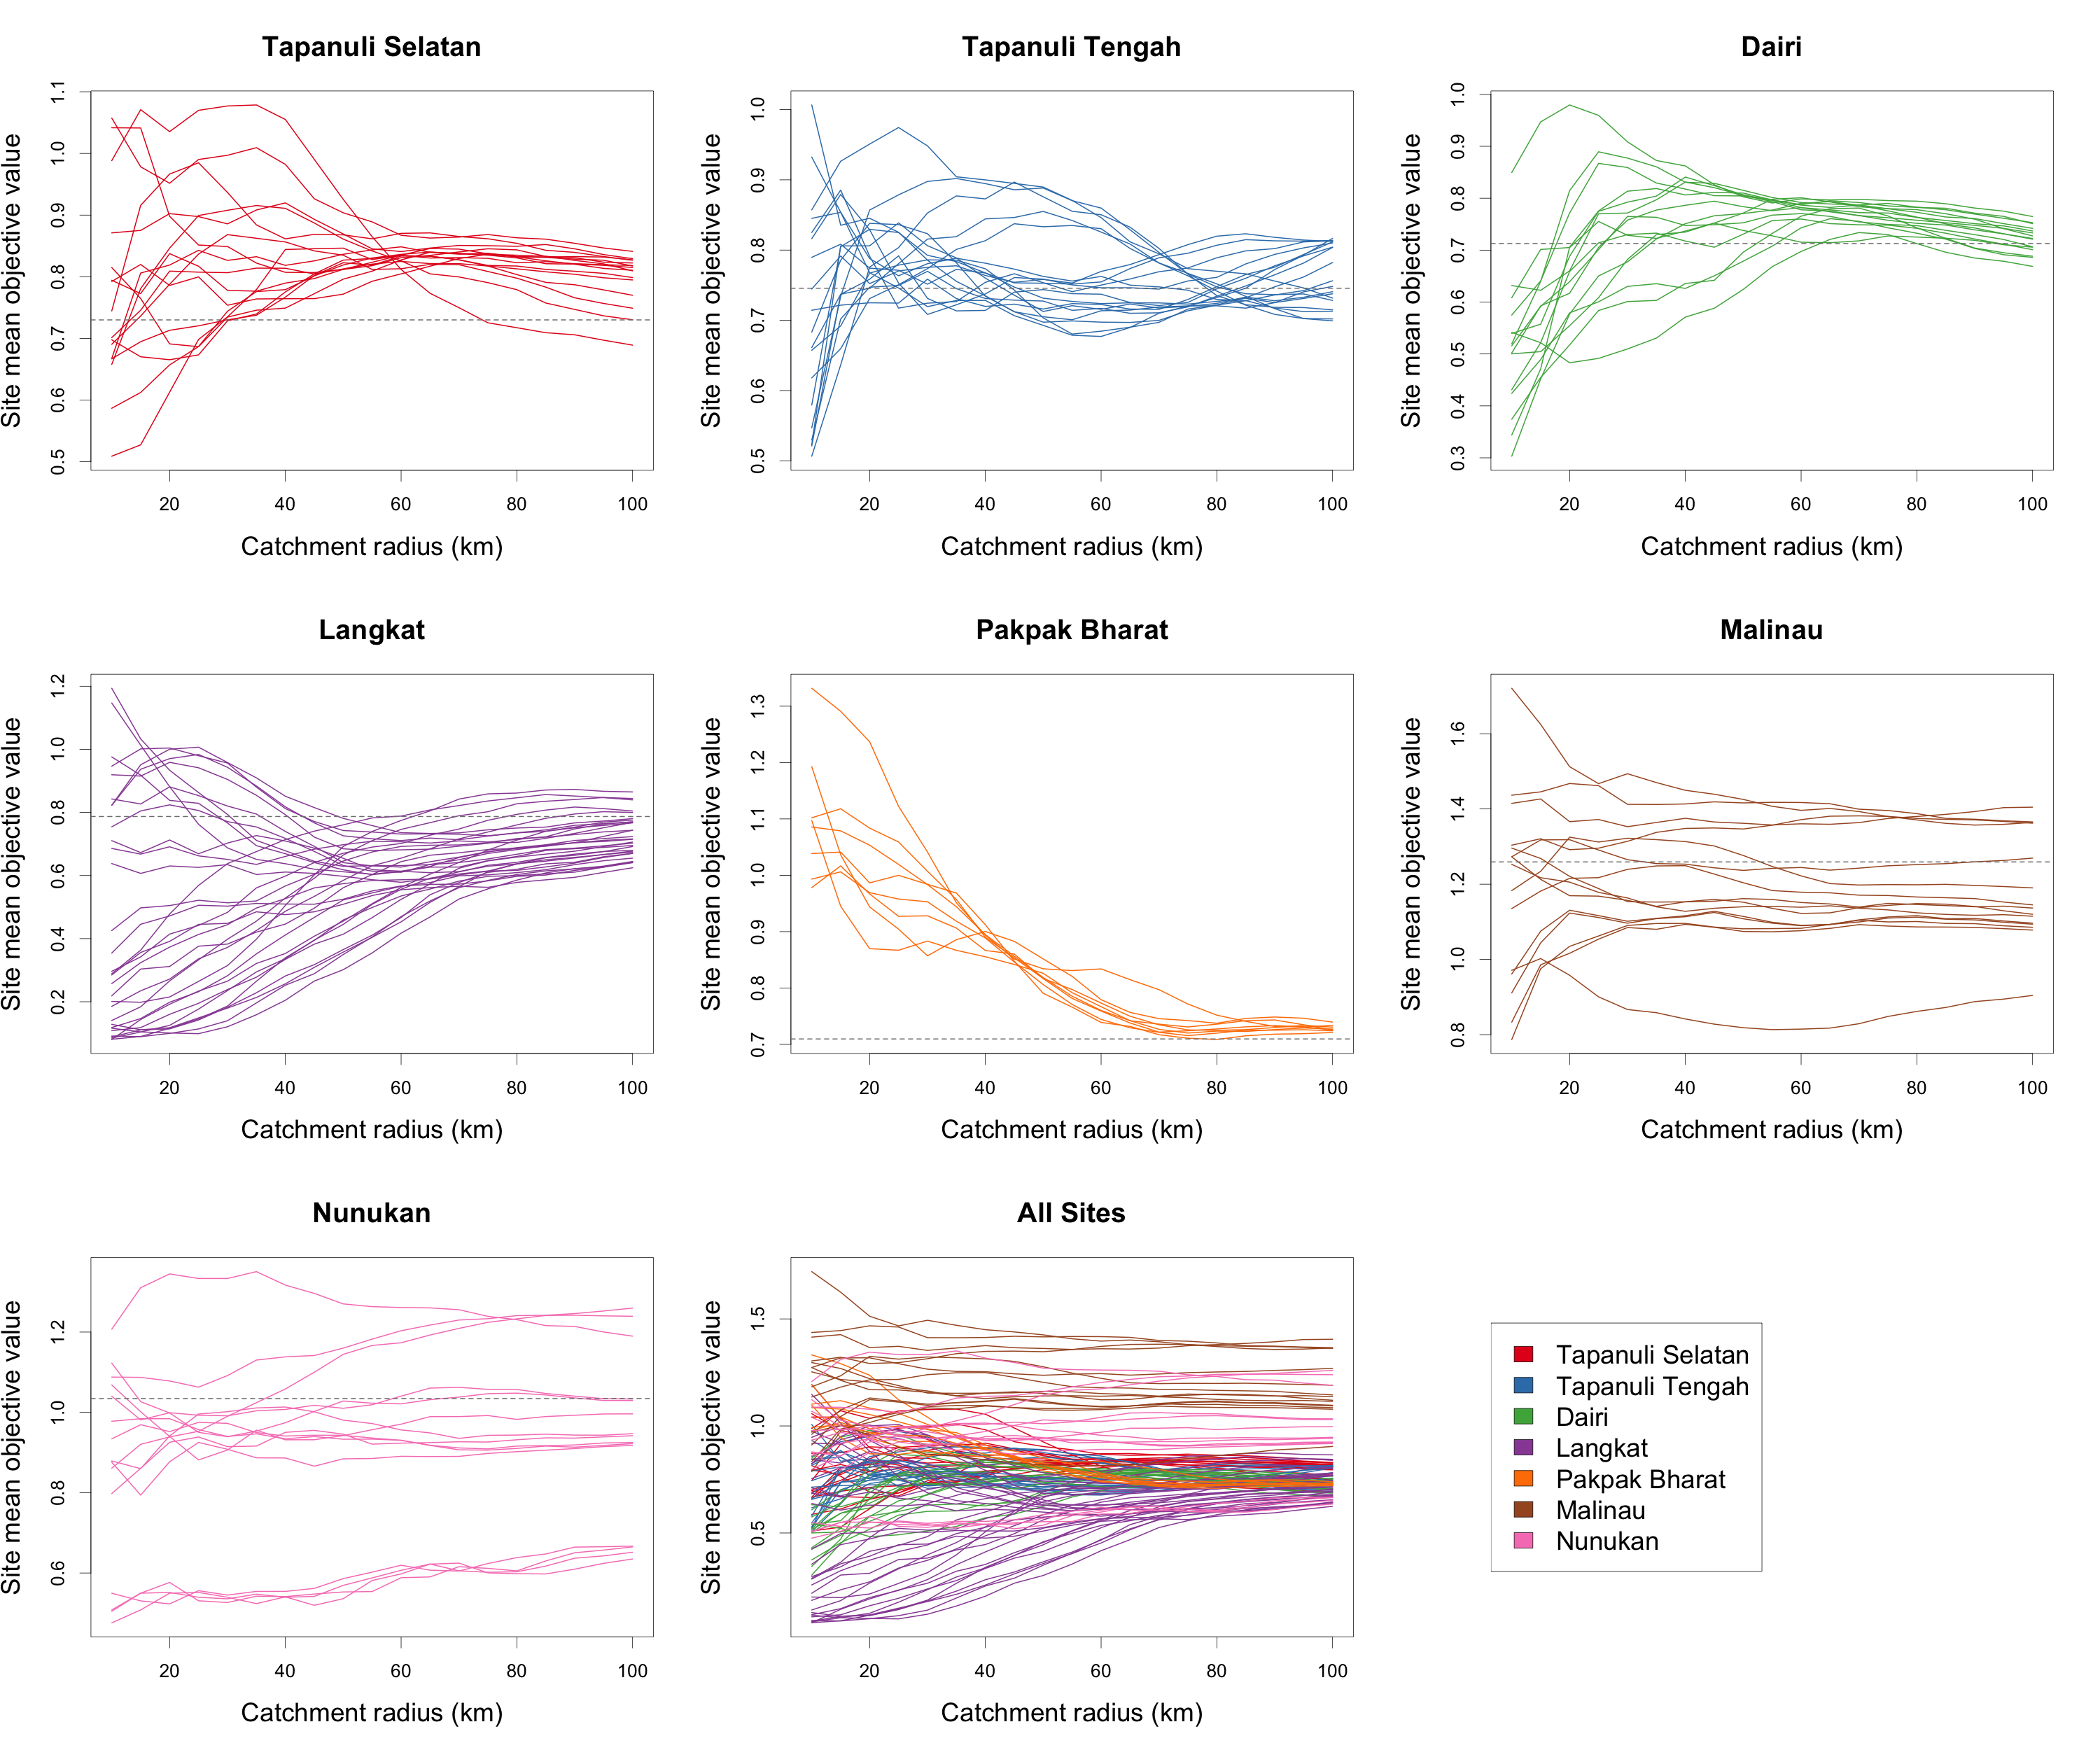 Tapanuli Selatan
Site mean objective value
1.1
1.0
0.9
0.8
0.7
0.6
0.5
20 40 60 80 100
Catchment radius (km)
Tapanuli Tengah
Site mean objective value
1.0
0.9
0.8
0.7
0.6
0.5
20 40 60 80 100
Catchment radius (km)
Dairi
Site mean objective value
1.0
0.9
0.8
0.7
0.6
0.5
0.4
0.3
20 40 60 80 100
Catchment radius (km)
Langkat
Site mean objective value
1.2
1.0
0.8
0.6
0.4
0.2
20 40 60 80 100
Catchment radius (km)
Pakpak Bharat
Site mean objective value
1.3
1.2
1.1
1.0
0.9
0.8
0.7
20 40 60 80 100
Catchment radius (km)
Malinau
Site mean objective value
1.6
1.4
1.2
1.0
0.8
20 40 60 80 100
Catchment radius (km)
Nunukan
Site mean objective value
1.2
1.0
0.8
0.6
20 40 60 80 100
Catchment radius (km)
All Sites
Site mean objective value
1.5
1.0
0.5
20 40 60 80 100
Catchment radius (km)
Tapanuli Selatan
Tapanuli Tengah
Dairi
Langkat
Pakpak Bharat
Malinau
Nunukan